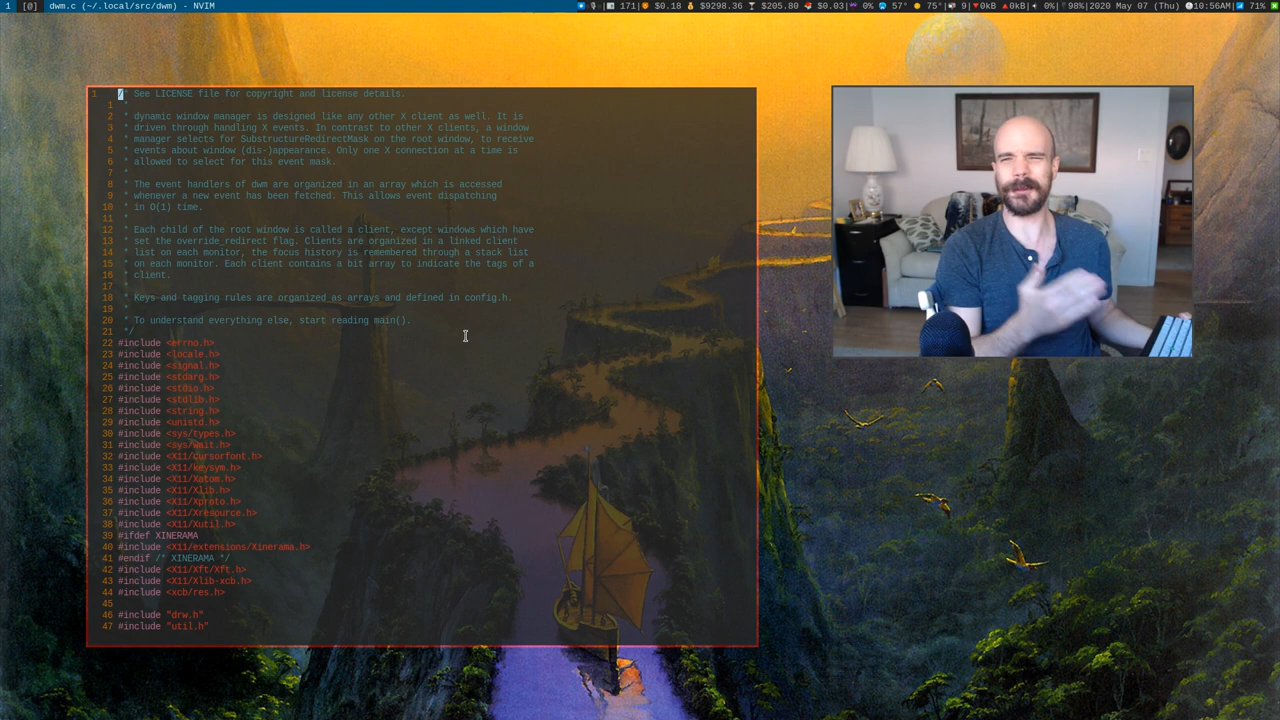 1 [@] dwm.c (~/.local/src/dwm) - NVIM 171| $0.18 $9298.36 $205.80 $0.03| 0% 57° 75°| 9| 0kB 0kB| 0%| 98%|2020 May 07 (Thu) 10:56AM| 71%
1 /* See LICENSE file for copyright and license details.
1 *
2 * dynamic window manager is designed like any other X client as well. It is
3 * driven through handling X events. In contrast to other X clients, a window
4 * manager selects for SubstructureRedirectMask on the root window, to receive
5 * events about window (dis-)appearance. Only one X connection at a time is
6 * allowed to select for this event mask.
7 *
8 * The event handlers of dwm are organized in an array which is accessed
9 * whenever a new event has been fetched. This allows event dispatching
10 * in O(1) time.
11 *
12 * Each child of the root window is called a client, except windows which have
13 * set the override_redirect flag. Clients are organized in a linked client
14 * list on each monitor, the focus history is remembered through a stack list
15 * on each monitor. Each client contains a bit array to indicate the tags of a
16 * client.
17 *
18 * Keys and tagging rules are organized as arrays and defined in config.h.
19 *
20 * To understand everything else, start reading main().
21 */
22 #include <errno.h>
23 #include <locale.h>
24 #include <signal.h>
25 #include <stdarg.h>
26 #include <stdio.h>
27 #include <stdlib.h>
28 #include <string.h>
29 #include <unistd.h>
30 #include <sys/types.h>
31 #include <sys/wait.h>
32 #include <X11/cursorfont.h>
33 #include <X11/keysym.h>
34 #include <X11/Xatom.h>
35 #include <X11/Xlib.h>
36 #include <X11/Xproto.h>
37 #include <X11/Xresource.h>
38 #include <X11/Xutil.h>
39 #ifdef XINERAMA
40 #include <X11/extensions/Xinerama.h>
41 #endif /* XINERAMA */
42 #include <X11/Xft/Xft.h>
43 #include <X11/Xlib-xcb.h>
44 #include <xcb/res.h>
45
46 #include "drw.h"
47 #include "util.h"